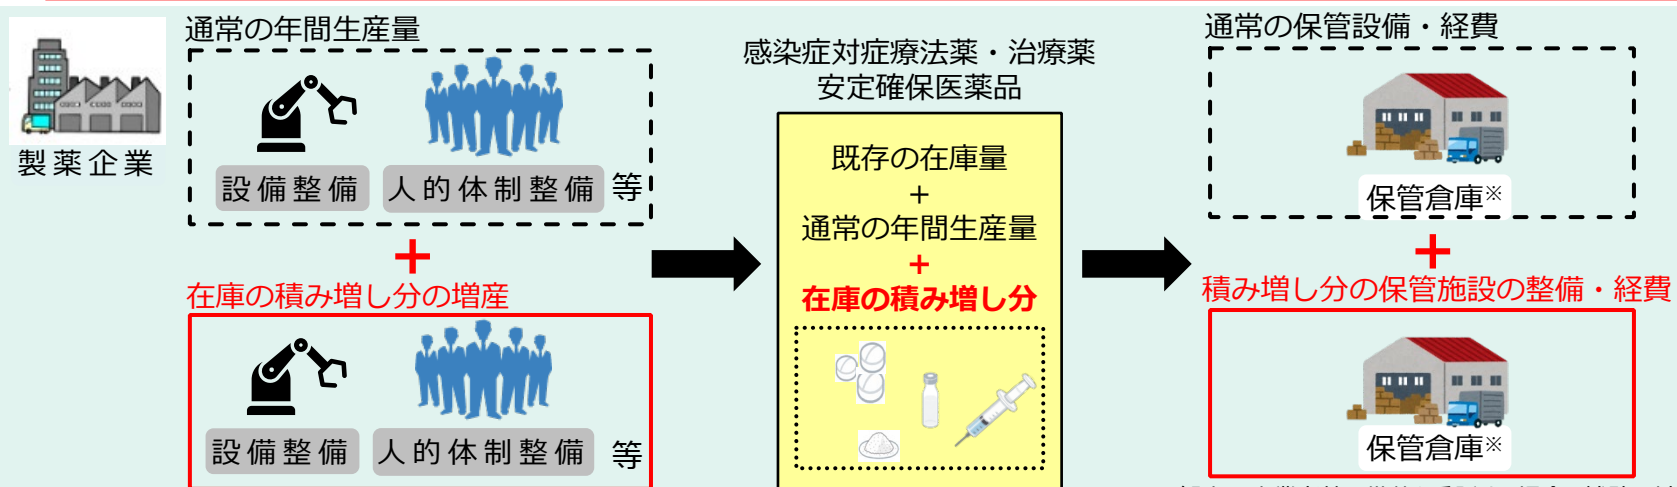 製薬企業
通常の年間生産量
設備整備
人的体制整備
等
+
在庫の積み増し分の増産
設備整備
人的体制整備
等
感染症対症療法薬・治療薬
安定確保医薬品
既存の在庫量
+
通常の年間生産量
+
在庫の積み増し分
通常の保管設備・経費
保管倉庫※
+
積み増し分の保管施設の整備・経費
保管倉庫※